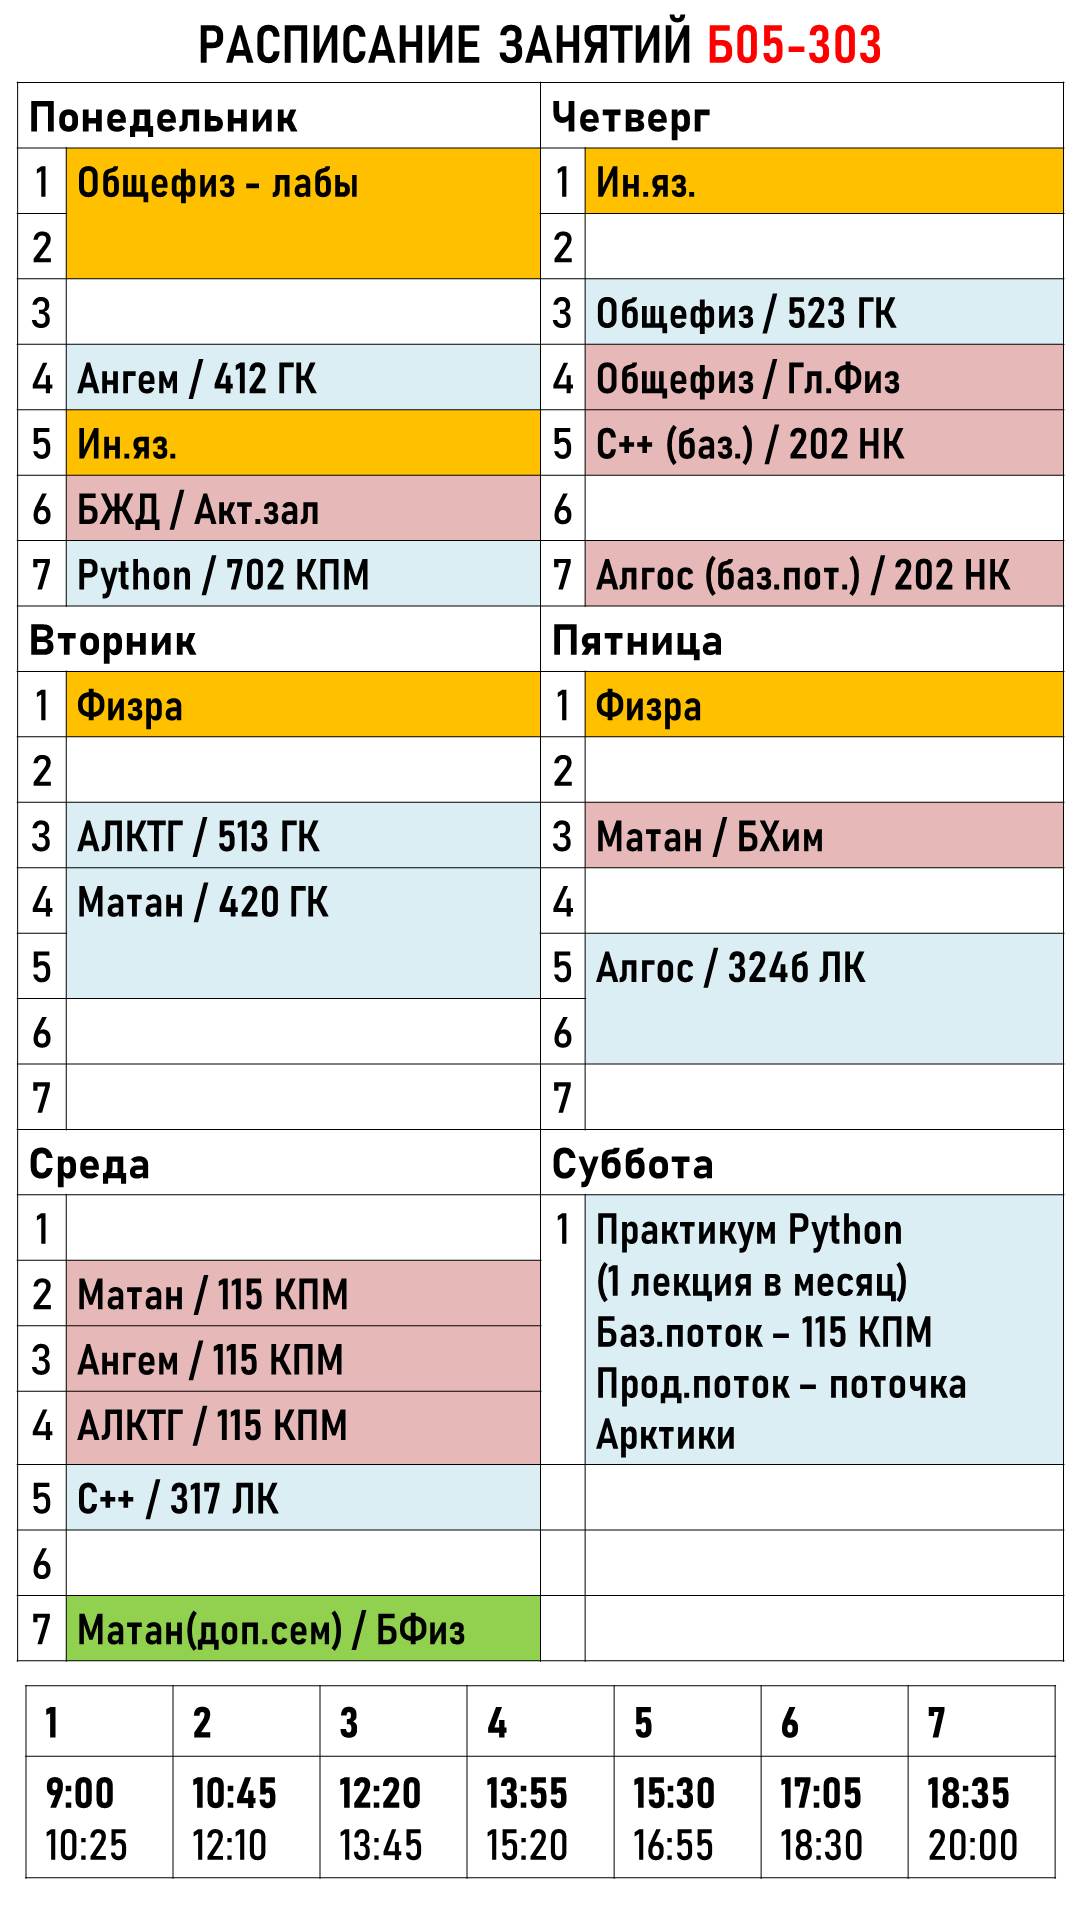 РАСПИСАНИЕ ЗАНЯТИЙ Б05-303
Понедельник
1 Общефиз - лабы
2
3
4 Ангем / 412 ГК
5 Ин.яз.
6 БЖД / Акт.зал
7 Python / 702 КПМ
Вторник
1 Физра
2
3 АЛКТГ / 513 ГК
4 Матан / 420 ГК
5
6
7
Среда
1
2 Матан / 115 КПМ
3 Ангем / 115 КПМ
4 АЛКТГ / 115 КПМ
5 С++ / 317 ЛК
6
7 Матан(доп.сем) / БФиз
Четверг
1 Ин.яз.
2
3 Общефиз / 523 ГК
4 Общефиз / Гл.Физ
5 С++ (баз.) / 202 НК
6
7 Алгос (баз.пот.) / 202 НК
Пятница
1 Физра
2
3 Матан / БХим
4
5 Алгос / 324б ЛК
6
7
Суббота
1 Практикум Python
(1 лекция в месяц)
Баз.поток – 115 КПМ
Прод.поток – поточка
Арктики
1 2 3 4 5 6 7
9:00 10:45 12:20 13:55 15:30 17:05 18:35
10:25 12:10 13:45 15:20 16:55 18:30 20:00